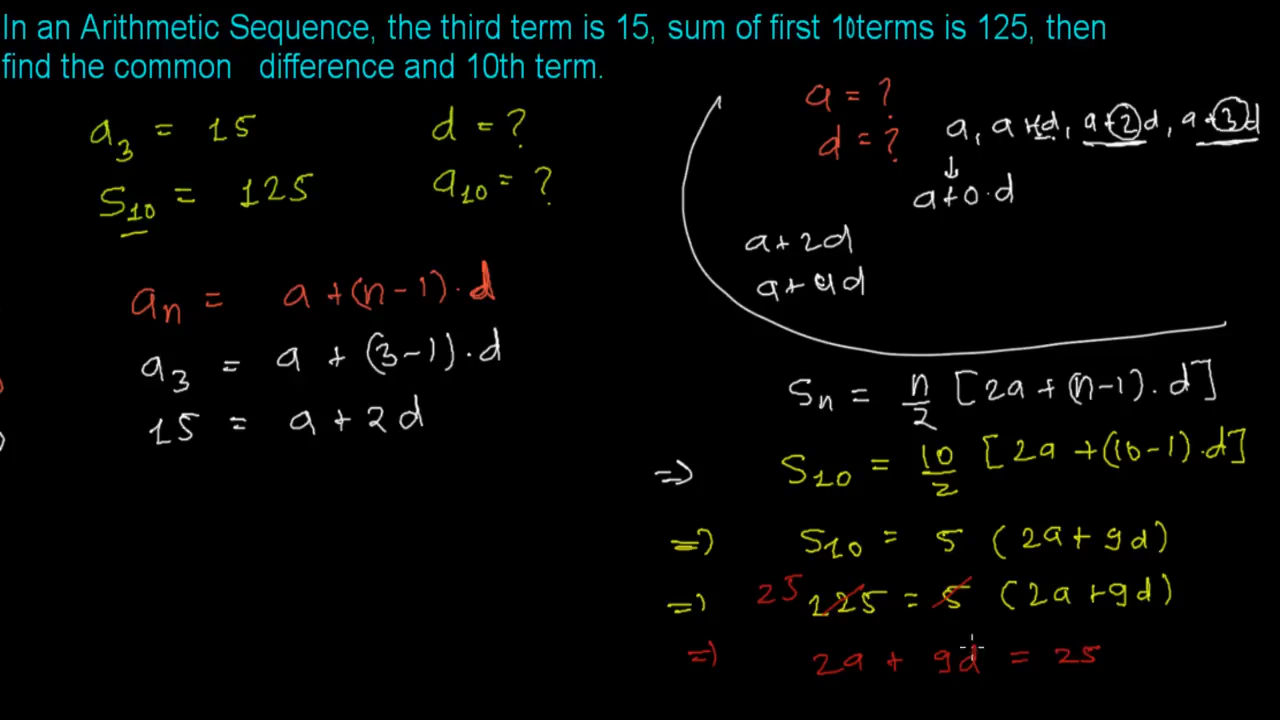 In an Arithmetic Sequence, the third term is 15, sum of first 10terms is 125, then
find the common difference and 10th term.
a₃ = 15
d = ?
S₁₀ = 125
a₁₀ = ?
aₙ = a + (n-1).d
a₃ = a + (3-1).d
15 = a + 2d
a = ?
d = ?
a, a+d, a+2d, a+3d
↓
a+0.d
a+2d
a+9d
Sₙ = n/2 [2a + (n-1).d]
=> S₁₀ = 10/2 [2a + (10-1).d]
=> S₁₀ = 5 (2a + 9d)
=> 25 125 = 5 (2a + 9d)
=> 2a + 9d = 25